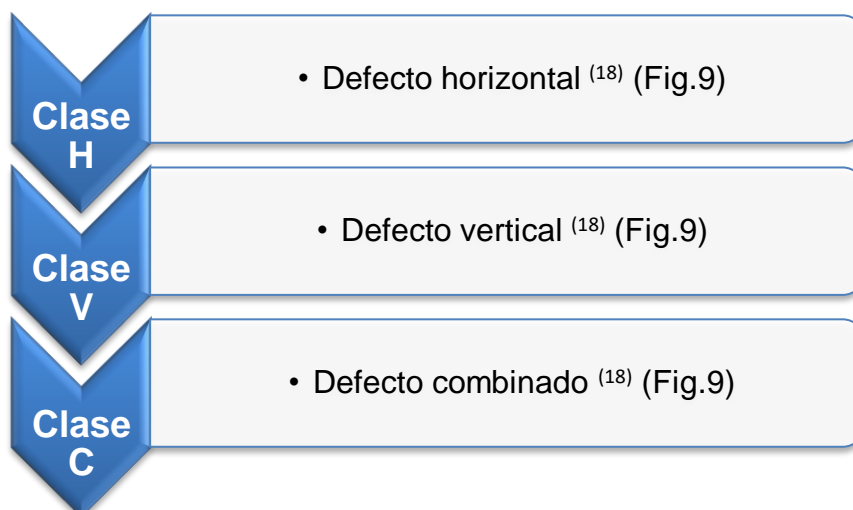 Clase
H
• Defecto horizontal (18) (Fig.9)
Clase
V
• Defecto vertical (18) (Fig.9)
Clase
C
• Defecto combinado (18) (Fig.9)